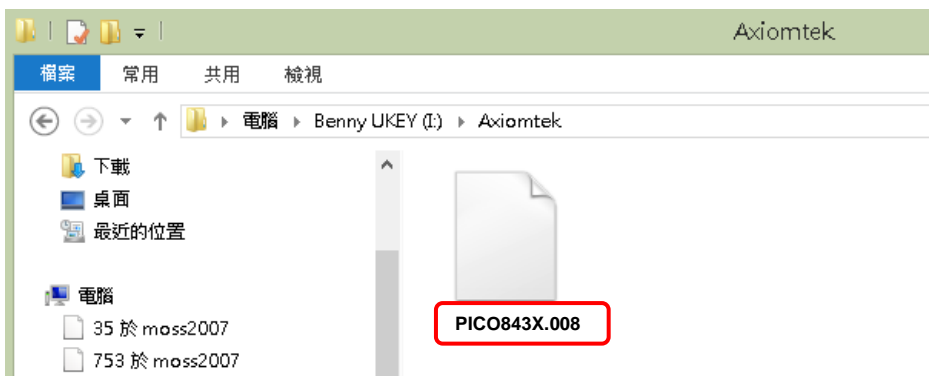 Axiomtek
檔案 常用 共用 檢視
電腦 Benny UKEY (I:) Axiomtek
下載
桌面
最近的位置
電腦
35 於 moss2007
753 於 moss2007
PICO843X.008